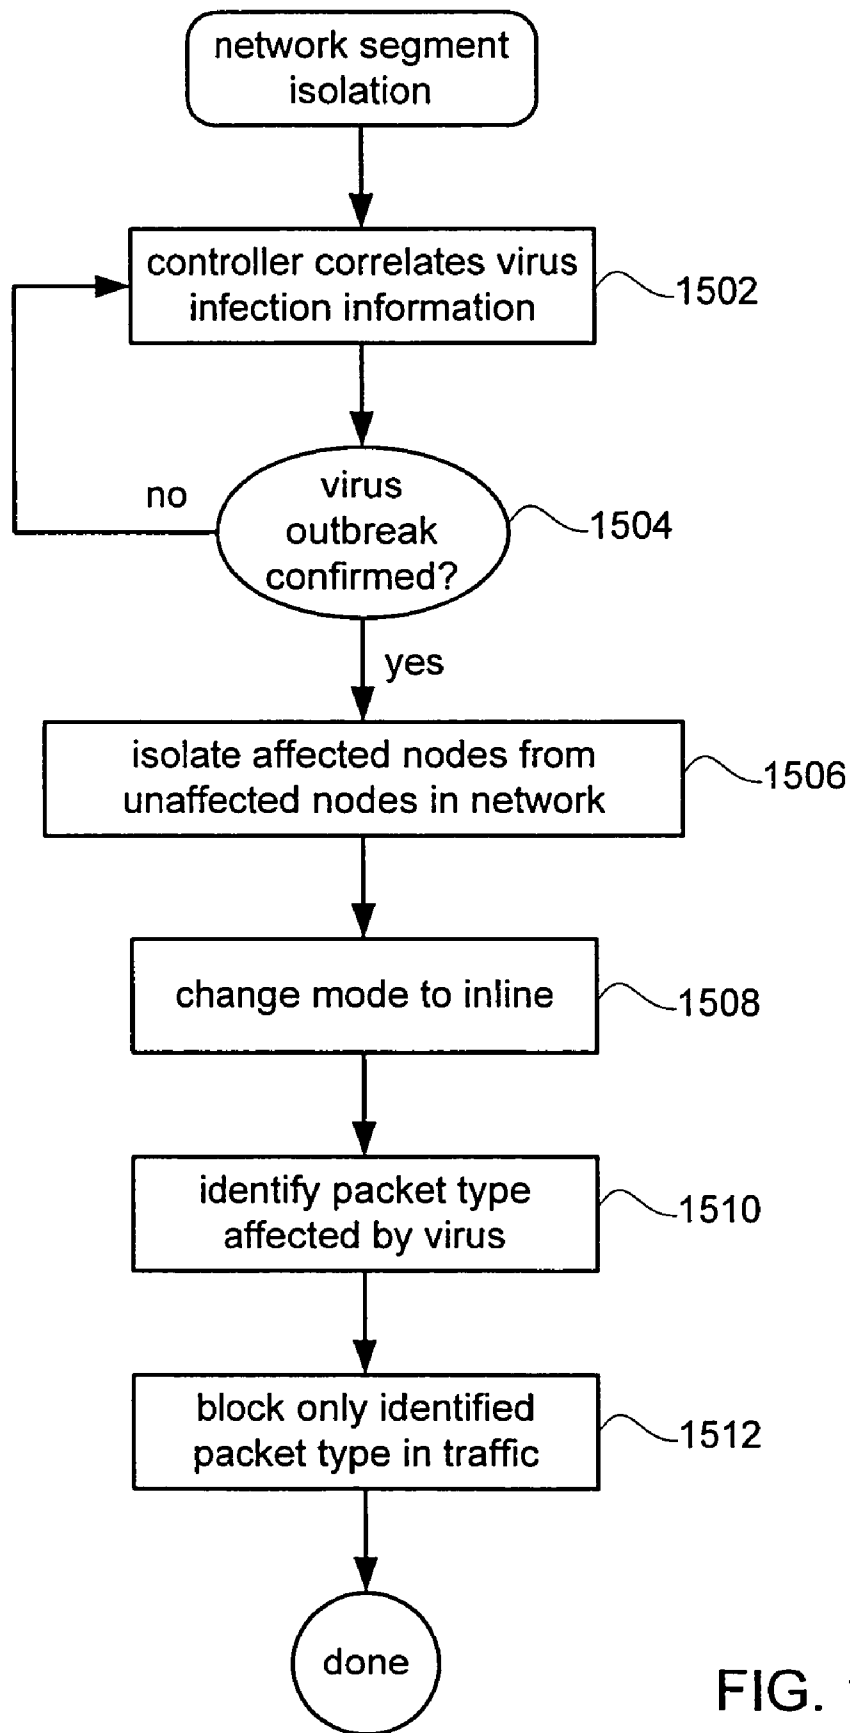 network segment
isolation
controller correlates virus
infection information
1502
no
virus
outbreak
confirmed?
1504
yes
isolate affected nodes from
unaffected nodes in network
1506
change mode to inline
1508
identify packet type
affected by virus
1510
block only identified
packet type in traffic
1512
done
FIG.